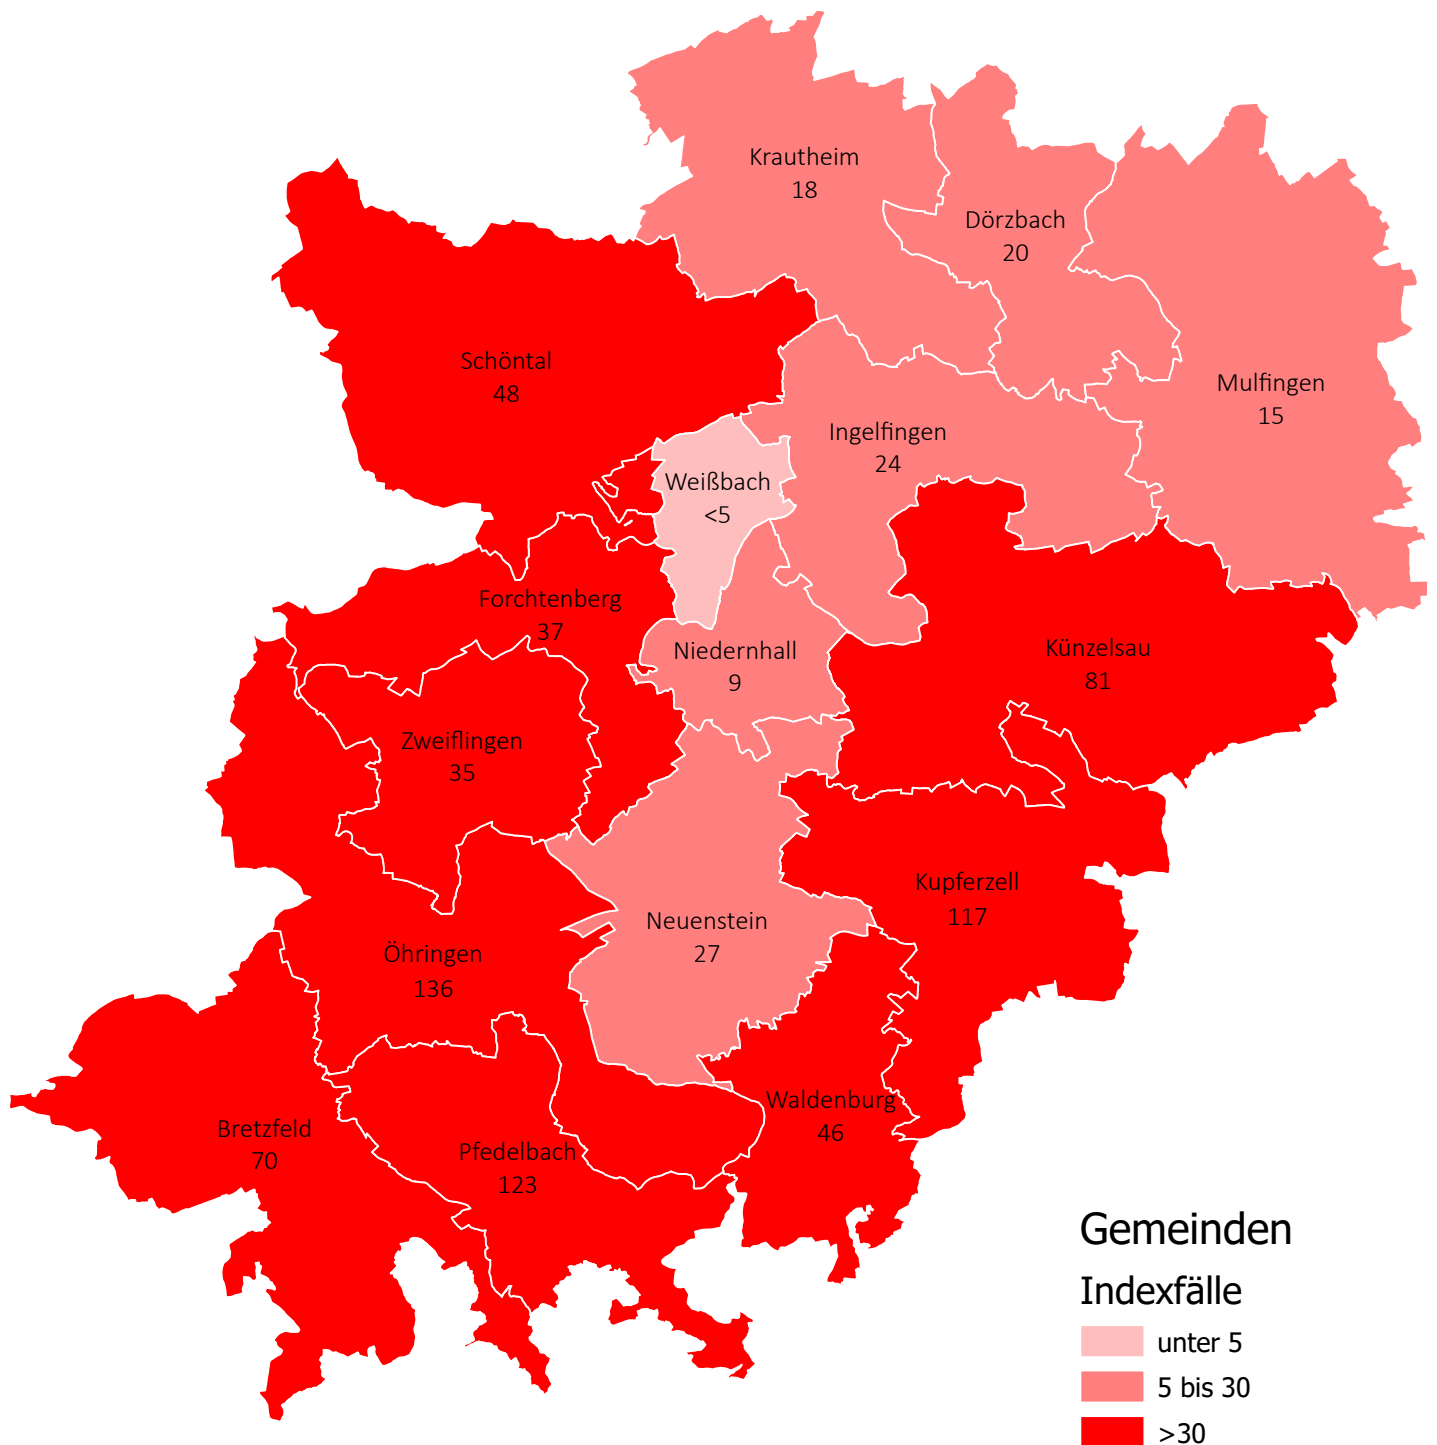 Krautheim
18
Dörzbach
20
Schöntal
48
Mulfingen
15
Ingelfingen
24
Weißbach
<5
Forchtenberg
37
Niedernhall
9
Künzelsau
81
Zweiflingen
35
Kupferzell
117
Neuenstein
27
Öhringen
136
Waldenburg
46
Bretzfeld
70
Pfedelbach
123
Gemeinden
Indexfälle
unter 5
5 bis 30
>30